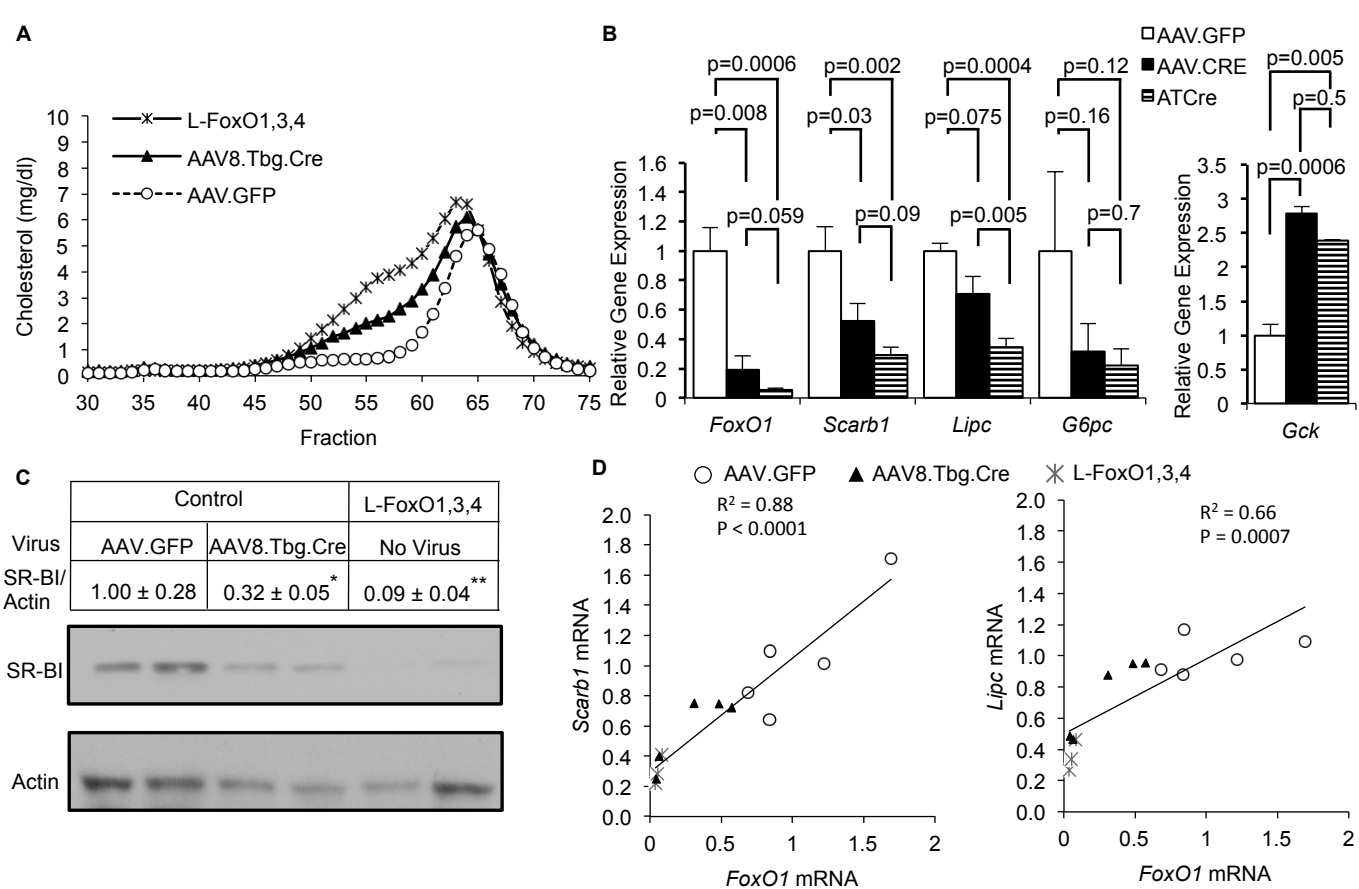 A
10
9
8
7
6
5
4
3
2
1
0
Cholesterol (mg/dl)
L-FoxO1,3,4
AAV8.Tbg.Cre
AAV.GFP
30 35 40 45 50 55 60 65 70 75
Fraction
B
AAV.GFP
AAV.CRE
ATCre
p=0.0006 p=0.002 p=0.0004 p=0.12
p=0.008 p=0.03 p=0.075 p=0.16
p=0.059 p=0.09 p=0.005 p=0.7
1.6
1.4
1.2
1
0.8
0.6
0.4
0.2
0
Relative Gene Expression
FoxO1 Scarb1 Lipc G6pc
p=0.005
p=0.5
p=0.0006
3.5
3
2.5
2
1.5
1
0.5
0
Relative Gene Expression
Gck
C
Control L-FoxO1,3,4
Virus AAV.GFP AAV8.Tbg.Cre No Virus
SR-BI/
Actin 1.00 ± 0.28 0.32 ± 0.05* 0.09 ± 0.04**
SR-BI
Actin
D
AAV.GFP AAV8.Tbg.Cre L-FoxO1,3,4
R² = 0.88
P < 0.0001
2.0
1.8
1.6
1.4
1.2
1.0
0.8
0.6
0.4
0.2
0.0
Scarb1 mRNA
0 0.5 1 1.5 2
FoxO1 mRNA
R² = 0.66
P = 0.0007
2.0
1.8
1.6
1.4
1.2
1.0
0.8
0.6
0.4
0.2
0.0
Lipc mRNA
0 0.5 1 1.5 2
FoxO1 mRNA